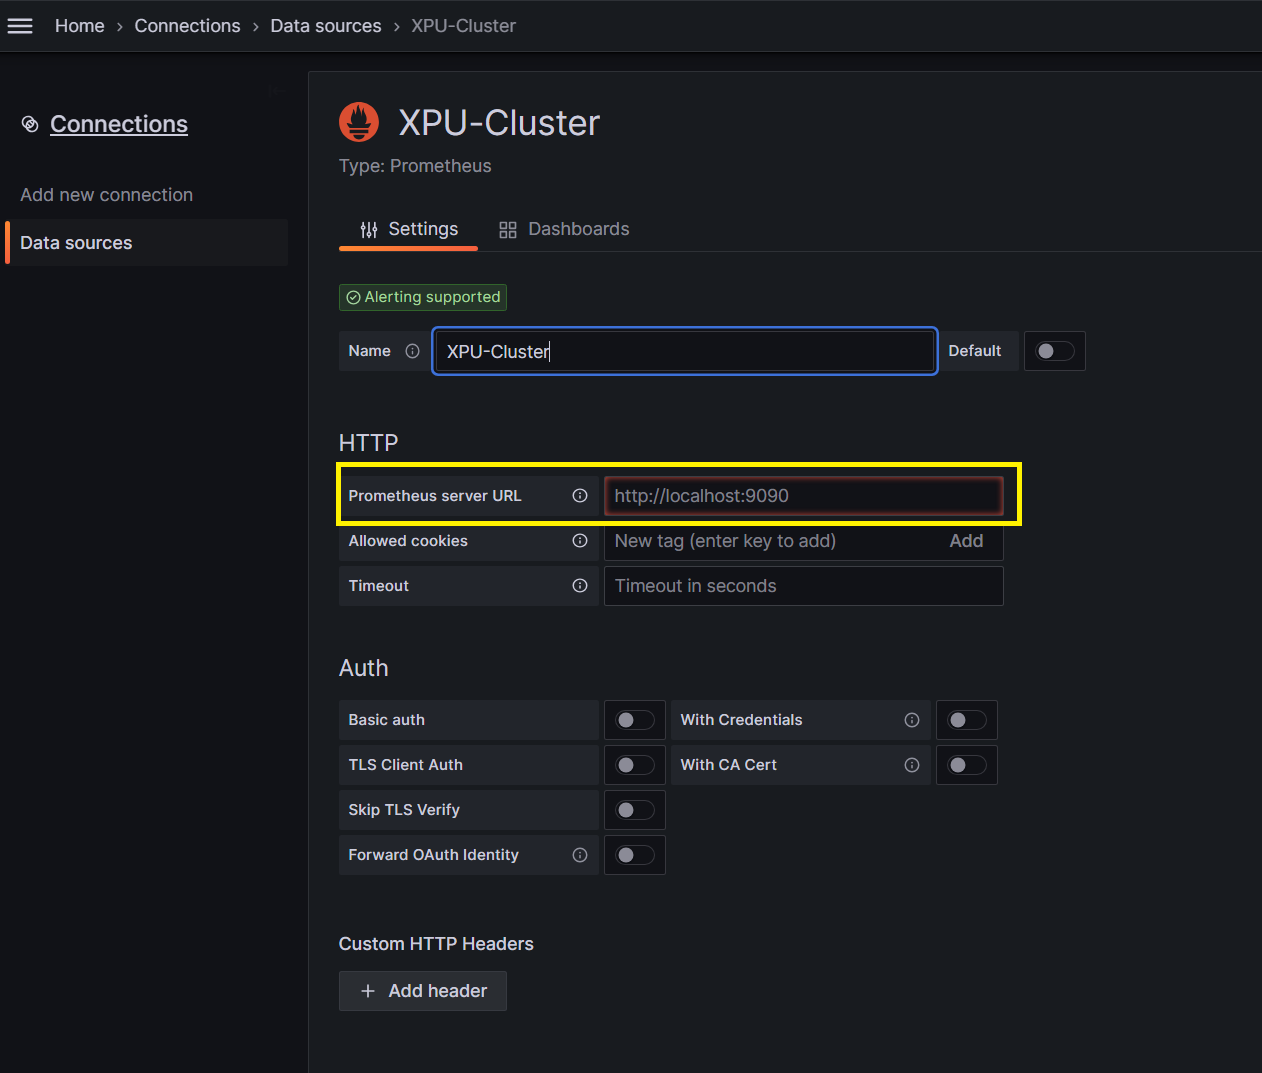 Home › Connections › Data sources › XPU-Cluster
Connections
Add new connection
Data sources
XPU-Cluster
Type: Prometheus
Settings Dashboards
Alerting supported
Name XPU-Cluster Default
HTTP
Prometheus server URL http://localhost:9090
Allowed cookies New tag (enter key to add) Add
Timeout Timeout in seconds
Auth
Basic auth With Credentials
TLS Client Auth With CA Cert
Skip TLS Verify
Forward OAuth Identity
Custom HTTP Headers
+ Add header